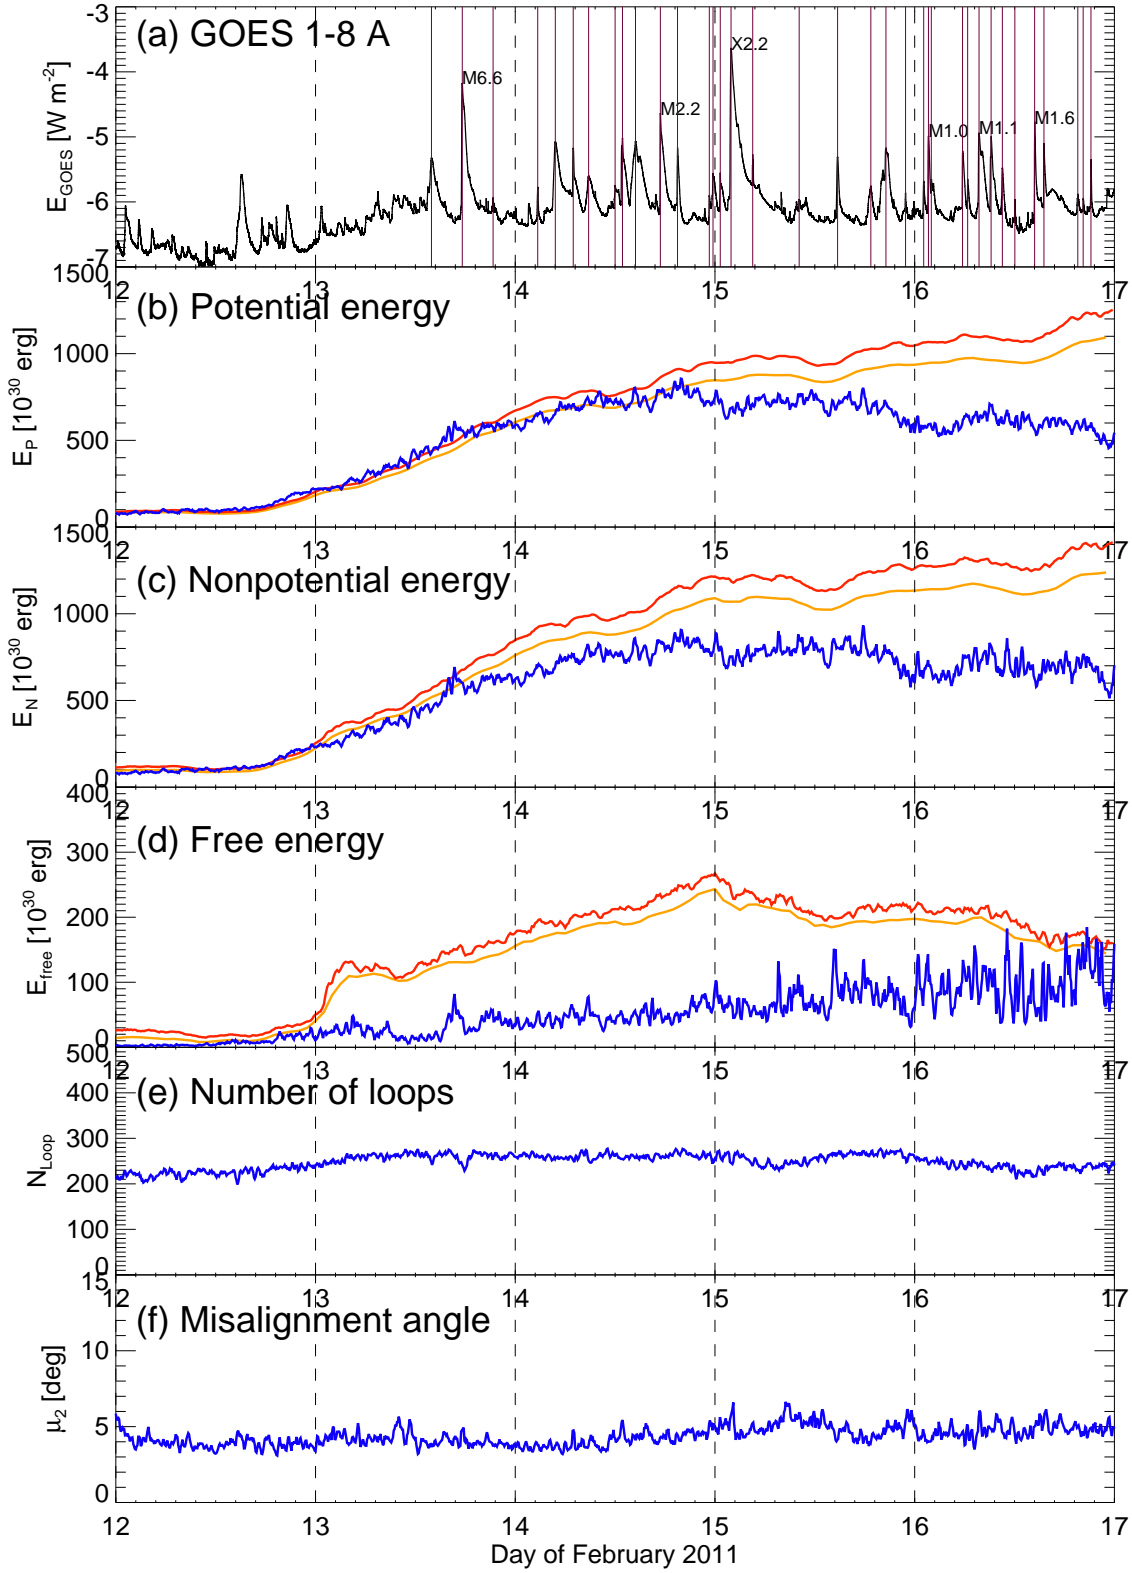 (a) GOES 1-8 A
E_GOES [W m^-2]
-3
-4
-5
-6
-7
M6.6
M2.2
X2.2
M1.0
M1.1
M1.6
12 13 14 15 16 17
(b) Potential energy
E_P [10^30 erg]
1500
1000
500
0
12 13 14 15 16 17
(c) Nonpotential energy
E_N [10^30 erg]
1500
1000
500
0
12 13 14 15 16 17
(d) Free energy
E_free [10^30 erg]
400
300
200
100
0
12 13 14 15 16 17
(e) Number of loops
N_Loop
500
400
300
200
100
0
12 13 14 15 16 17
(f) Misalignment angle
μ_2 [deg]
15
10
5
0
12 13 14 15 16 17
Day of February 2011